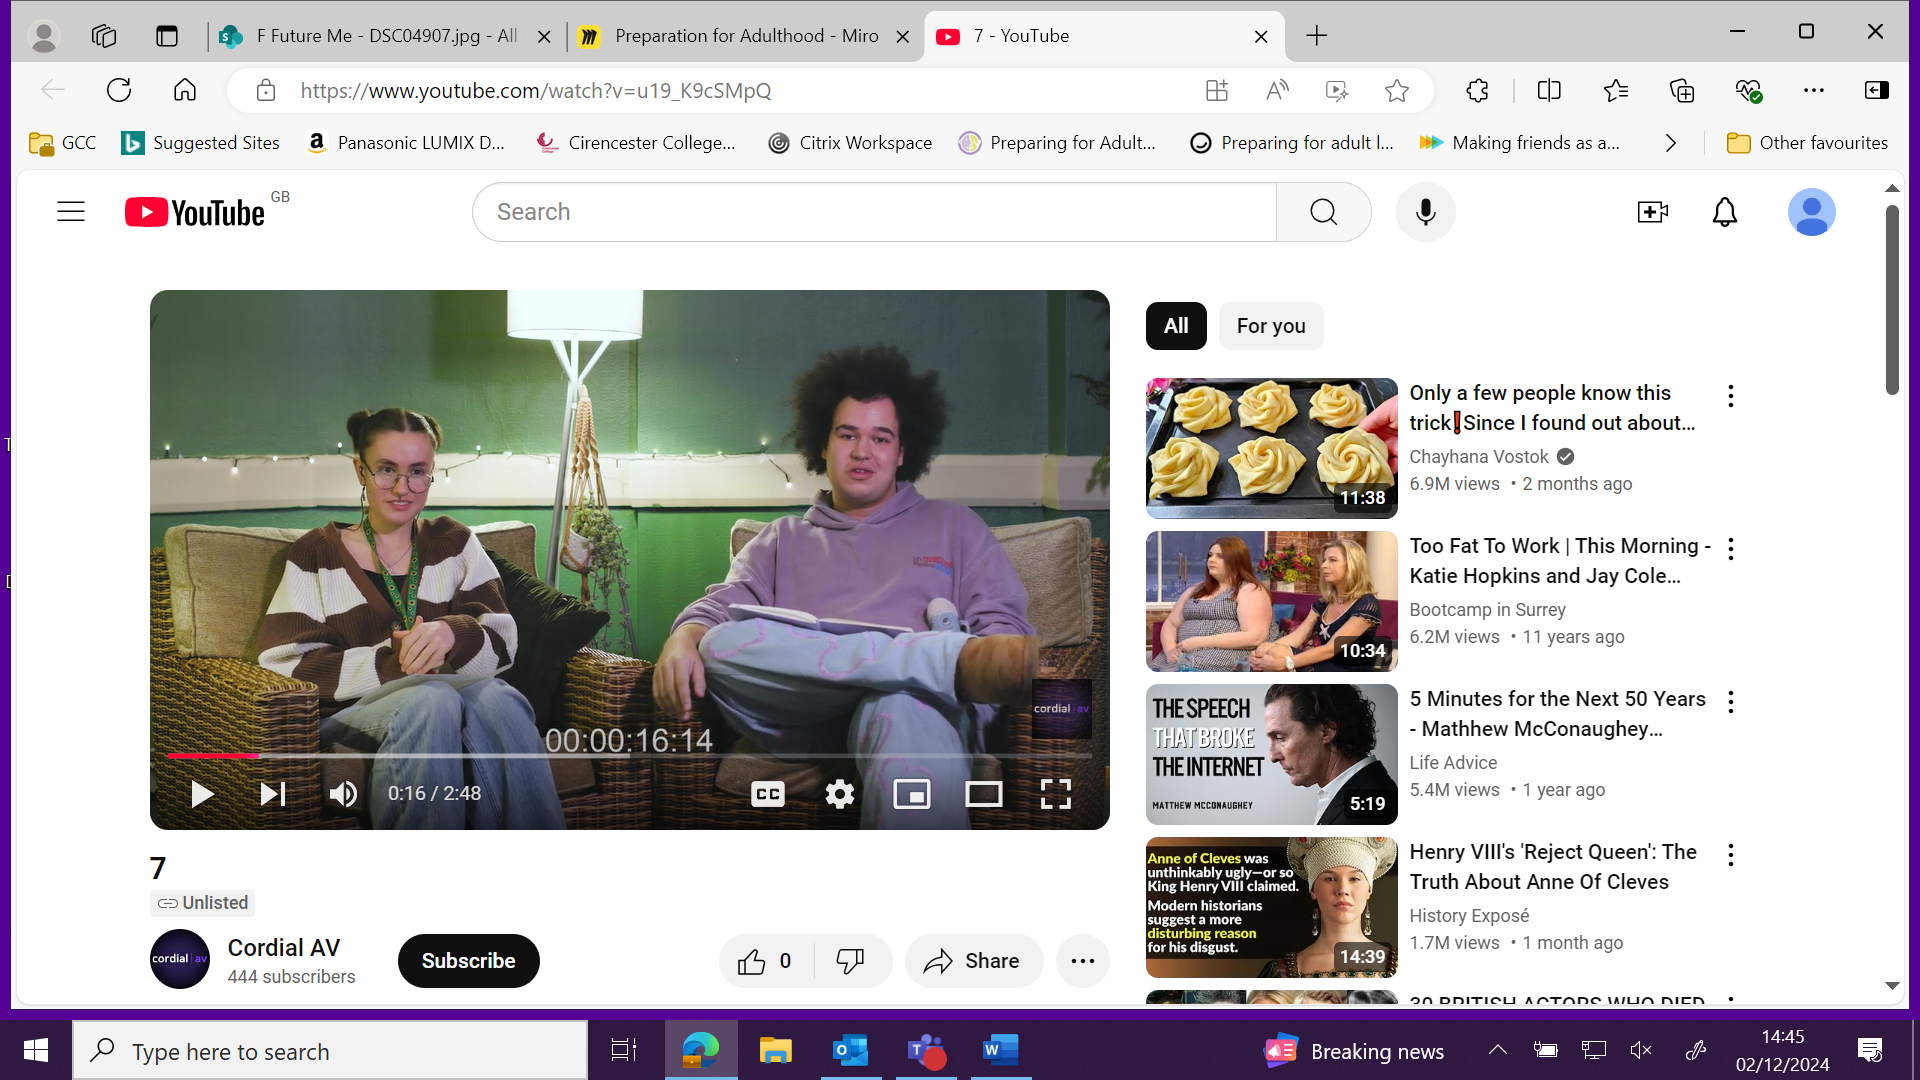 F Future Me - DSC04907.jpg - All
Preparation for Adulthood - Miro
7 - YouTube
https://www.youtube.com/watch?v=u19_K9cSMpQ
GCC
Suggested Sites
Panasonic LUMIX D...
Cirencester College...
Citrix Workspace
Preparing for Adult...
Preparing for adult l...
Making friends as a...
Other favourites
YouTube GB
Search
All
For you
cordial av
00:00:16:14
CC
0:16 / 2:48
7
Unlisted
cordial av
Cordial AV
444 subscribers
Subscribe
0
Share
11:38
Only a few people know this
trick❗Since I found out about...
Chayhana Vostok
6.9M views • 2 months ago
10:34
Too Fat To Work | This Morning -
Katie Hopkins and Jay Cole...
Bootcamp in Surrey
6.2M views • 11 years ago
THE SPEECH
THAT BROKE
THE INTERNET
MATTHEW MCCONAUGHEY
5:19
5 Minutes for the Next 50 Years
- Mathhew McConaughey...
Life Advice
5.4M views • 1 year ago
Anne of Cleves was
unthinkably ugly—or so
King Henry VIII claimed.
Modern historians
suggest a more
disturbing reason
for his disgust.
14:39
Henry VIII's 'Reject Queen': The
Truth About Anne Of Cleves
History Exposé
1.7M views • 1 month ago
30 BRITISH ACTORS WHO DIED
Type here to search
Breaking news
14:45
02/12/2024